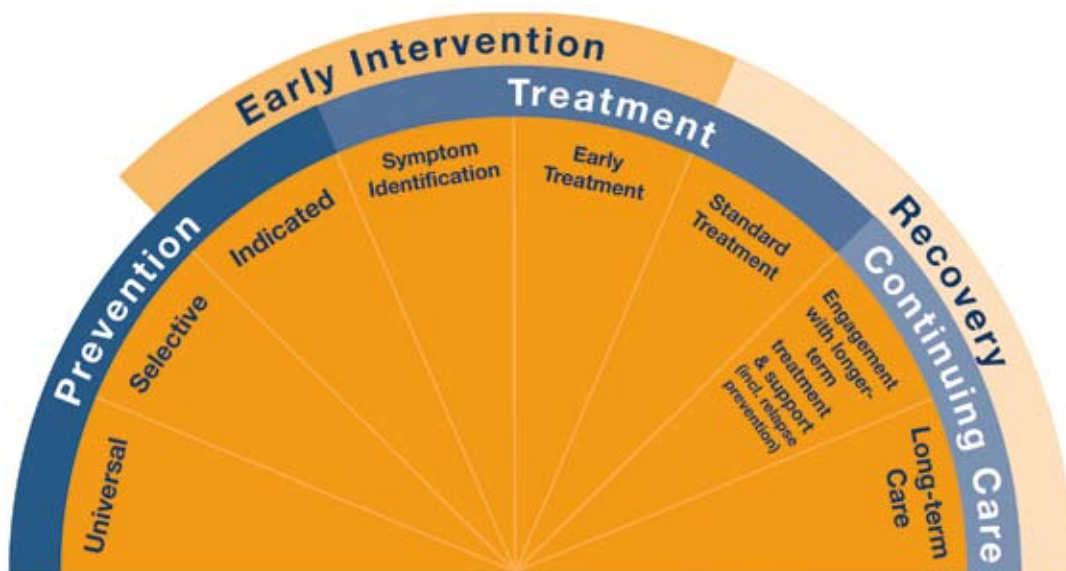 Early Intervention
Recovery
Prevention
Treatment
Continuing Care
Universal
Selective
Indicated
Symptom
Identification
Early
Treatment
Standard
Treatment
Engagement
with longer-
term
treatment
& support
(incl. relapse
prevention)
Long-term
Care